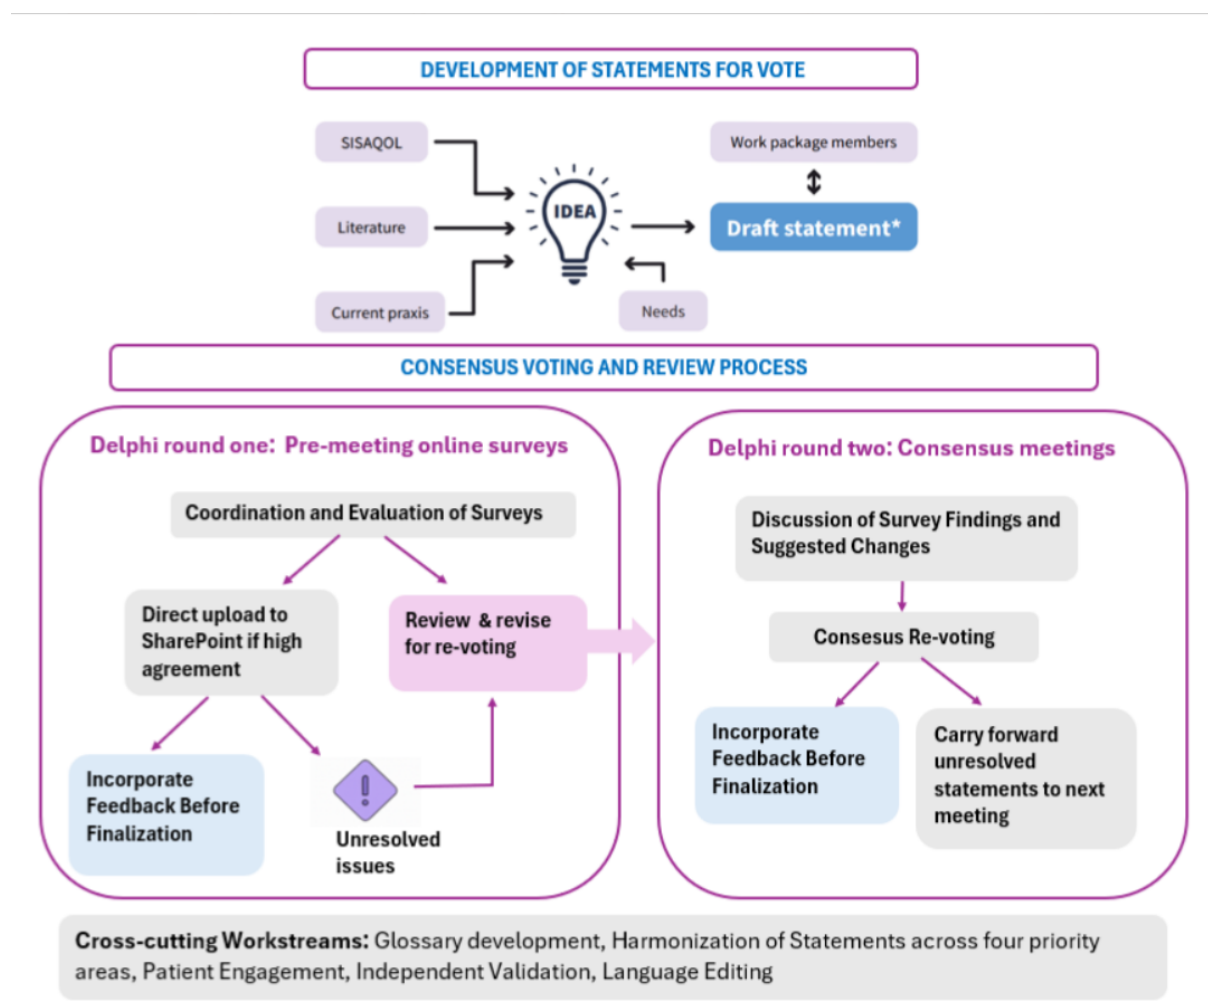 DEVELOPMENT OF STATEMENTS FOR VOTE
SISAQOL
Literature
Current praxis
IDEA
Needs
Work package members
Draft statement*
CONSENSUS VOTING AND REVIEW PROCESS
Delphi round one: Pre-meeting online surveys
Coordination and Evaluation of Surveys
Direct upload to
SharePoint if high
agreement
Review & revise
for re-voting
Incorporate
Feedback Before
Finalization
!
Unresolved
issues
Delphi round two: Consensus meetings
Discussion of Survey Findings and
Suggested Changes
Consesus Re-voting
Incorporate
Feedback Before
Finalization
Carry forward
unresolved
statements to next
meeting
Cross-cutting Workstreams: Glossary development, Harmonization of Statements across four priority
areas, Patient Engagement, Independent Validation, Language Editing